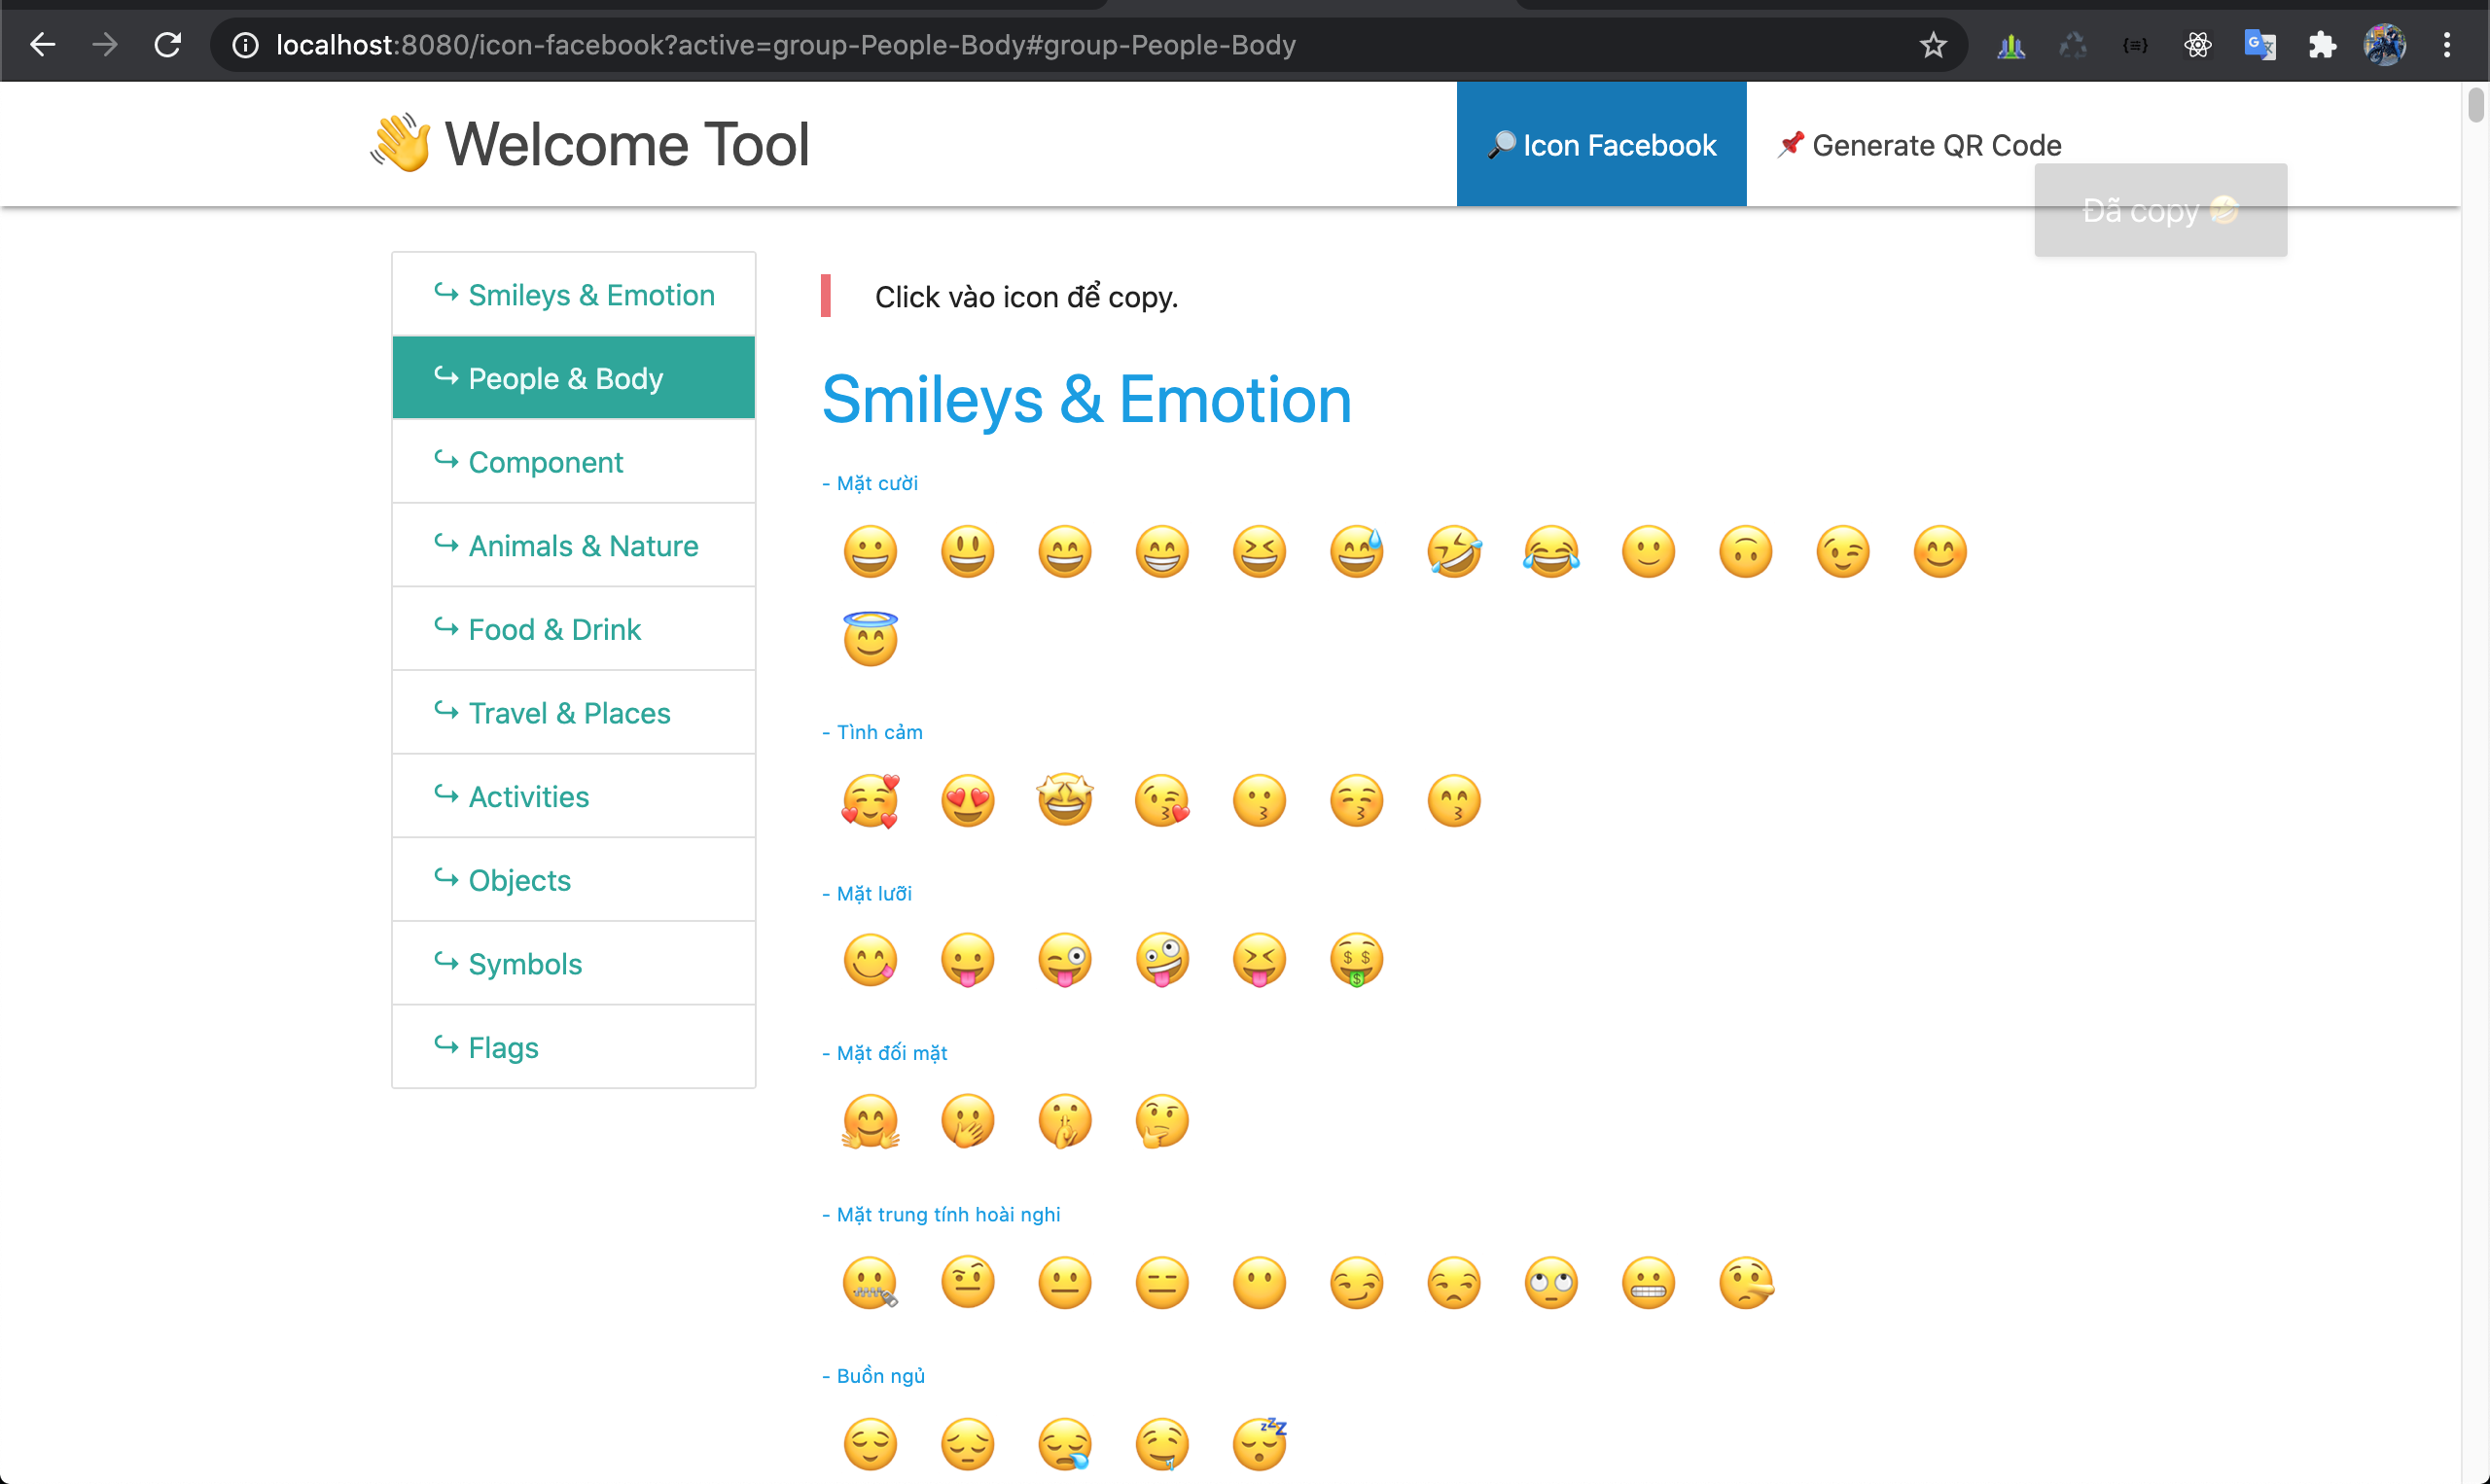 localhost:8080/icon-facebook?active=group-People-Body#group-People-Body
👋 Welcome Tool
🔎 Icon Facebook
📌 Generate QR Code
Đã copy 🤣
↪ Smileys & Emotion
↪ People & Body
↪ Component
↪ Animals & Nature
↪ Food & Drink
↪ Travel & Places
↪ Activities
↪ Objects
↪ Symbols
↪ Flags
Click vào icon để copy.
Smileys & Emotion
- Mặt cười
- Tình cảm
- Mặt lưỡi
- Mặt đối mặt
- Mặt trung tính hoài nghi
- Buồn ngủ